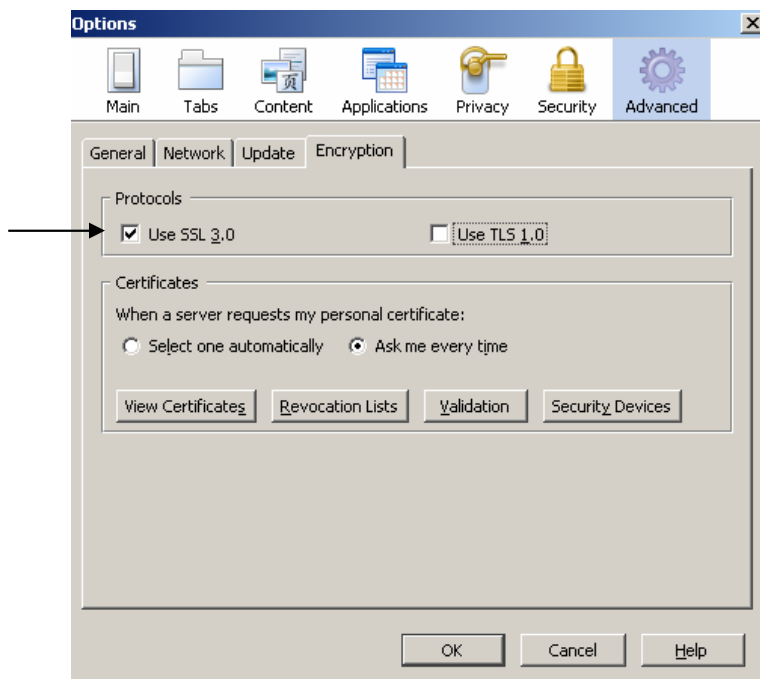 Options
Main Tabs Content Applications Privacy Security Advanced
General Network Update Encryption
Protocols
Use SSL 3.0 Use TLS 1.0
Certificates
When a server requests my personal certificate:
Select one automatically Ask me every time
View Certificates Revocation Lists Validation Security Devices
OK Cancel Help
页